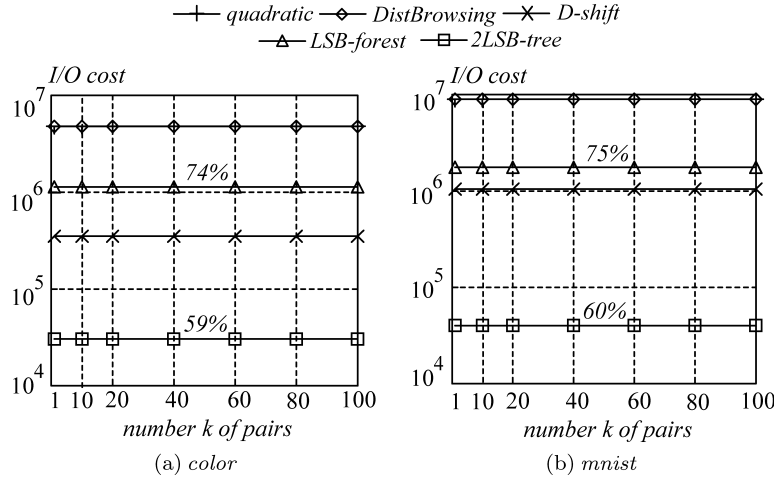 quadratic DistBrowsing D-shift
LSB-forest 2LSB-tree
I/O cost
10^7
74%
10^6
10^5
59%
10^4
1 10 20 40 60 80 100
number k of pairs
(a) color
I/O cost
10^7
75%
10^6
10^5
60%
10^4
1 10 20 40 60 80 100
number k of pairs
(b) mnist